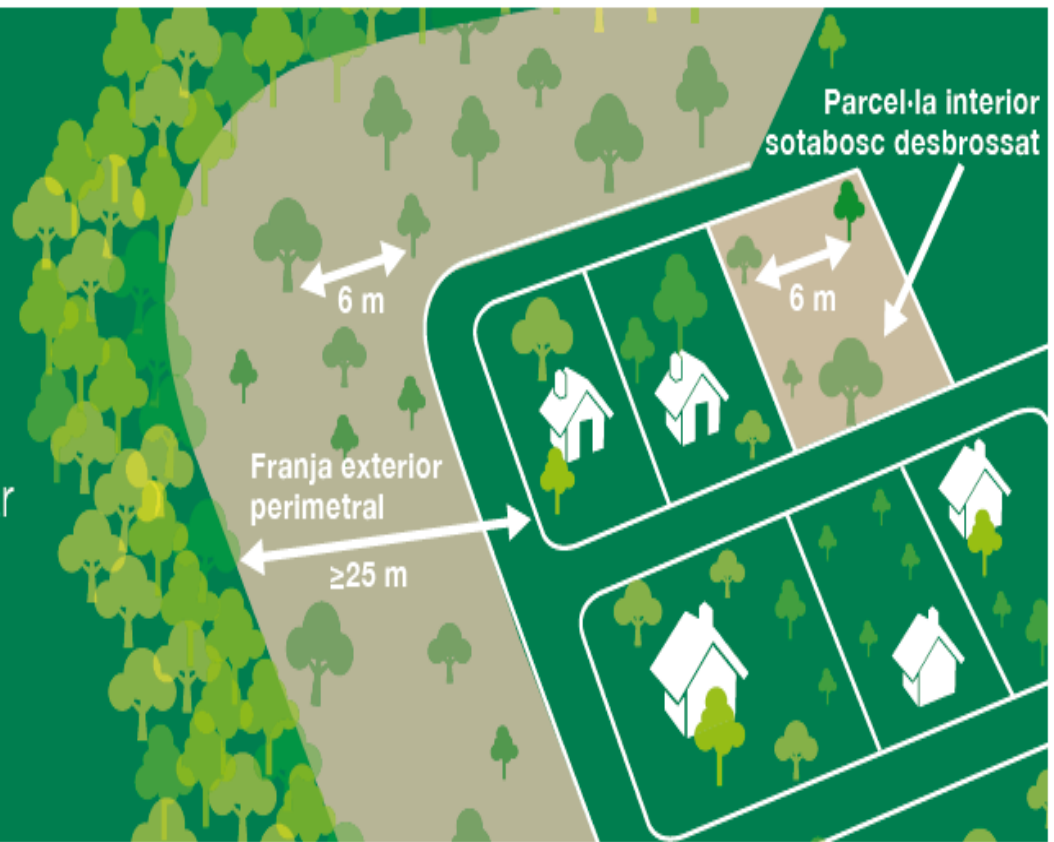 Parcel·la interior
sotabosc desbrossat
6 m
6 m
Franja exterior
perimetral
≥25 m
r